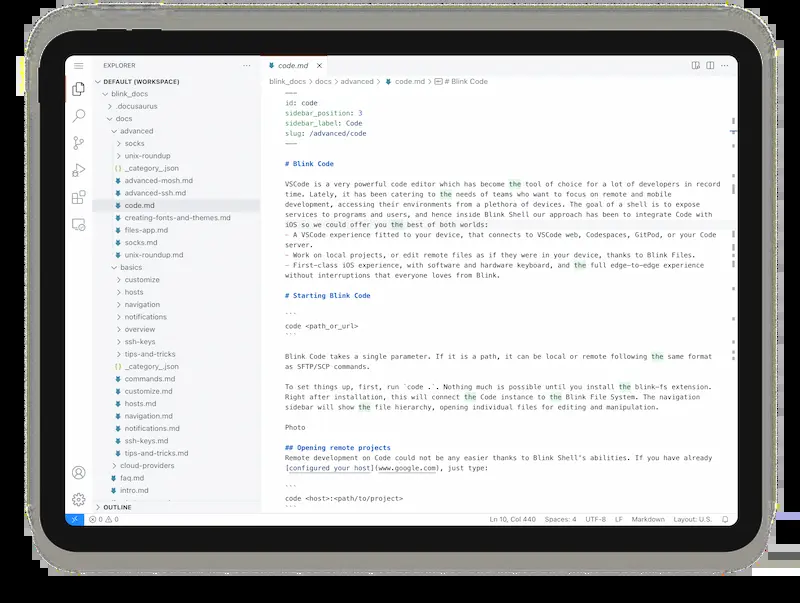 EXPLORER
DEFAULT (WORKSPACE)
blink_docs
.docusaurus
docs
advanced
socks
unix-roundup
{} _category_.json
advanced-mosh.md
advanced-ssh.md
code.md
creating-fonts-and-themes.md
files-app.md
socks.md
unix-roundup.md
basics
customize
hosts
navigation
notifications
overview
ssh-keys
tips-and-tricks
{} _category_.json
commands.md
customize.md
hosts.md
navigation.md
notifications.md
ssh-keys.md
tips-and-tricks.md
cloud-providers
faq.md
intro.md
OUTLINE
code.md
blink_docs > docs > advanced > code.md > # Blink Code
---
id: code
sidebar_position: 3
sidebar_label: Code
slug: /advanced/code
---
# Blink Code
VSCode is a very powerful code editor which has become the tool of choice for a lot of developers in record
time. Lately, it has been catering to the needs of teams who want to focus on remote and mobile
development, accessing their environments from a plethora of devices. The goal of a shell is to expose
services to programs and users, and hence inside Blink Shell our approach has been to integrate Code with
iOS so we could offer you the best of both worlds:
- A VSCode experience fitted to your device, that connects to VSCode web, Codespaces, GitPod, or your Code
server.
- Work on local projects, or edit remote files as if they were in your device, thanks to Blink Files.
- First-class iOS experience, with software and hardware keyboard, and the full edge-to-edge experience
without interruptions that everyone loves from Blink.
# Starting Blink Code
```
code <path_or_url>
```
Blink Code takes a single parameter. If it is a path, it can be local or remote following the same format
as SFTP/SCP commands.
To set things up, first, run `code .`. Nothing much is possible until you install the blink-fs extension.
Right after installation, this will connect the Code instance to the Blink File System. The navigation
sidebar will show the file hierarchy, opening individual files for editing and manipulation.
Photo
## Opening remote projects
Remote development on Code could not be any easier thanks to Blink Shell's abilities. If you have already
[configured your host](www.google.com), just type:
```
code <host>:<path/to/project>
```
0 0
Ln 10, Col 440 Spaces: 4 UTF-8 LF Markdown Layout: U.S.